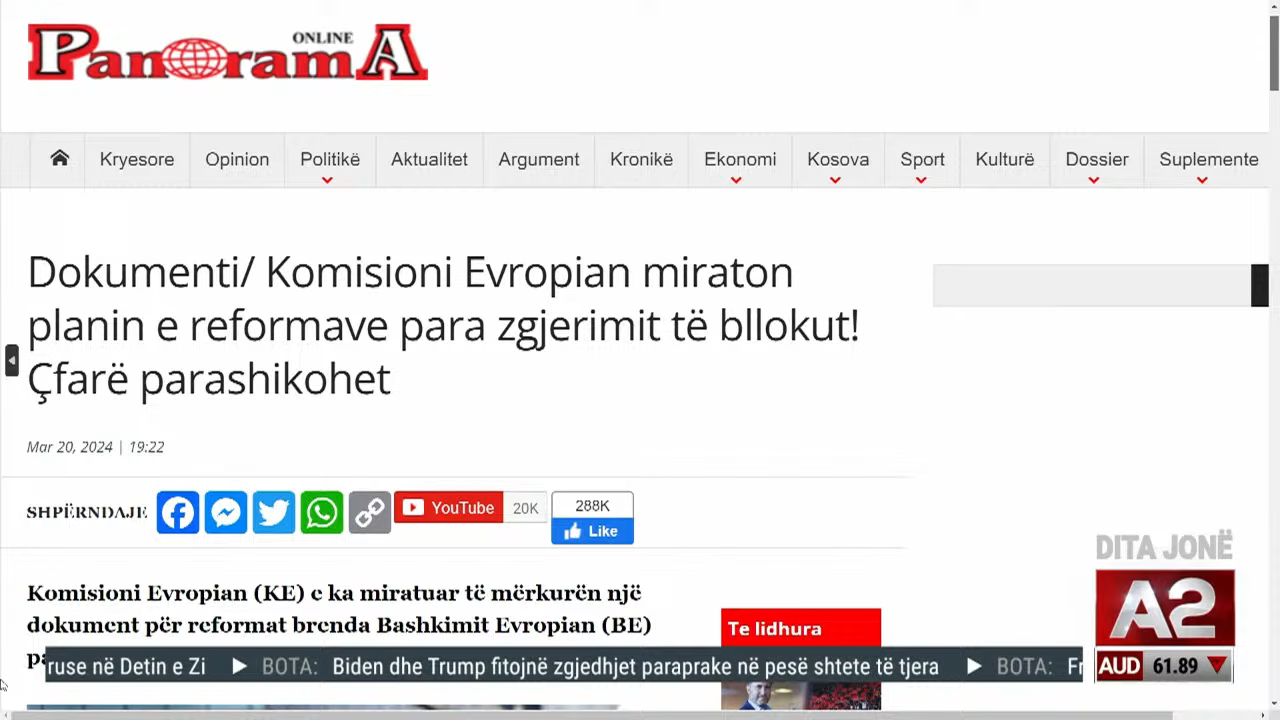 PanoramA
ONLINE
Kryesore Opinion Politikë Aktualitet Argument Kronikë Ekonomi Kosova Sport Kulturë Dossier Suplemente
Dokumenti/ Komisioni Evropian miraton
planin e reformave para zgjerimit të bllokut!
Çfarë parashikohet
Mar 20, 2024 | 19:22
SHPËRNDAJE
YouTube 20K
288K
Like
Komisioni Evropian (KE) e ka miratuar të mërkurën një
dokument për reformat brenda Bashkimit Evropian (BE)
Te lidhura
DITA JONË
A2
AUD 61.89
ruse në Detin e Zi ▶ BOTA: Biden dhe Trump fitojnë zgjedhjet paraprake në pesë shtete të tjera ▶ BOTA: